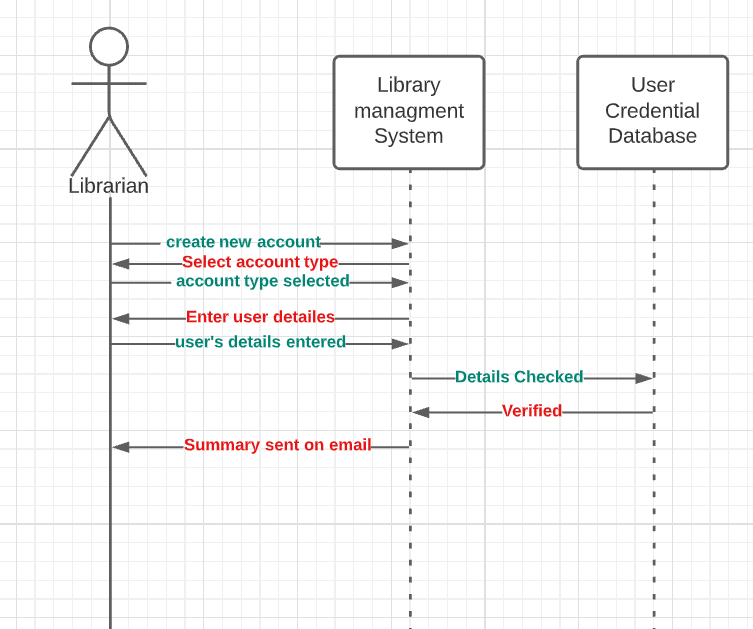 Library
managment
System
User
Credential
Database
Librarian
create new account
Select account type
account type selected
Enter user detailes
user's details entered
Details Checked
Verified
Summary sent on email